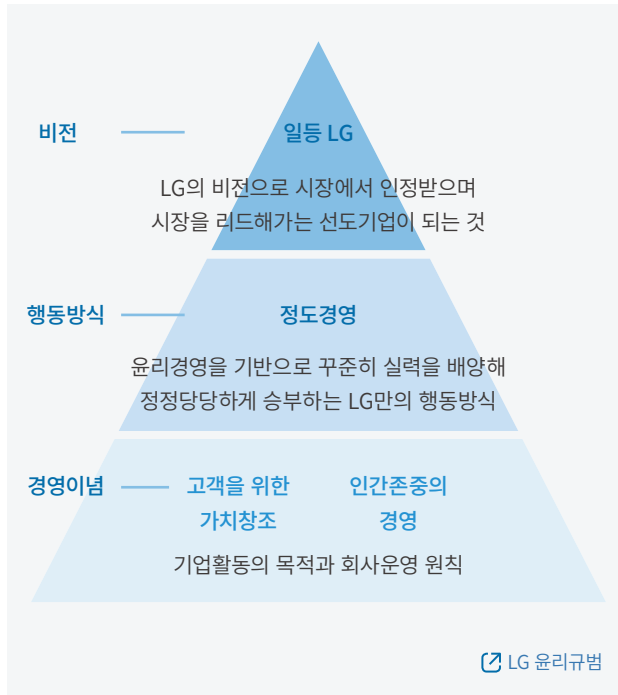 비전
일등 LG
LG의 비전으로 시장에서 인정받으며
시장을 리드해가는 선도기업이 되는 것
행동방식
정도경영
윤리경영을 기반으로 꾸준히 실력을 배양해
정정당당하게 승부하는 LG만의 행동방식
경영이념
고객을 위한
가치창조
인간존중의
경영
기업활동의 목적과 회사운영 원칙
LG 윤리규범